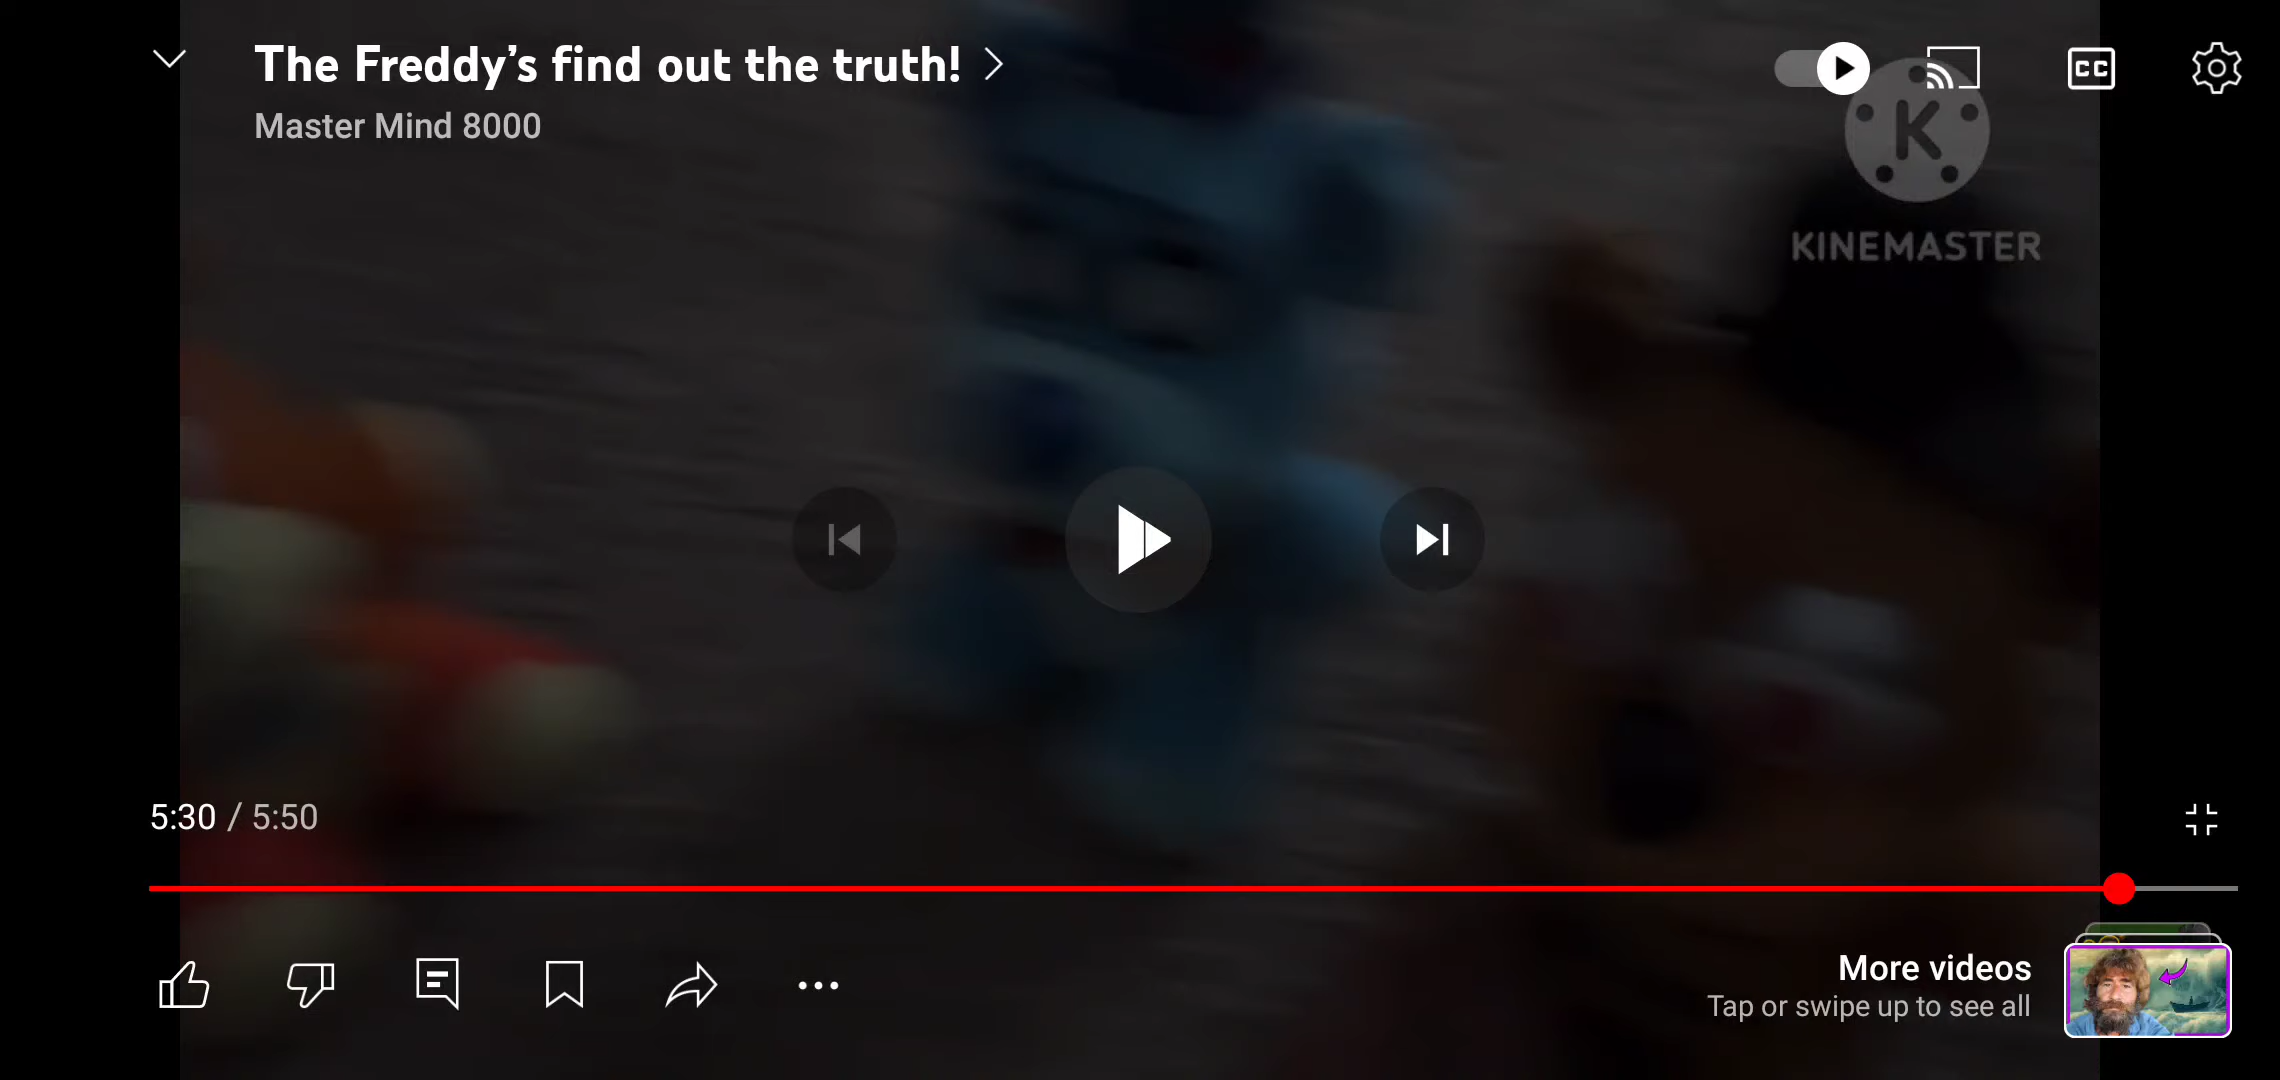 The Freddy's find out the truth!
Master Mind 8000
CC
K
KINEMASTER
5:30 / 5:50
More videos
Tap or swipe up to see all